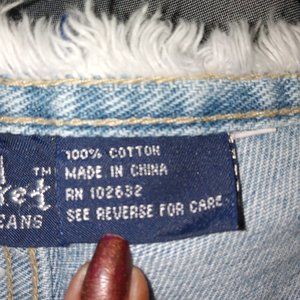 100% COTTON
MADE IN CHINA
TM
RN 102632
SEE REVERSE FOR CARE
EANS